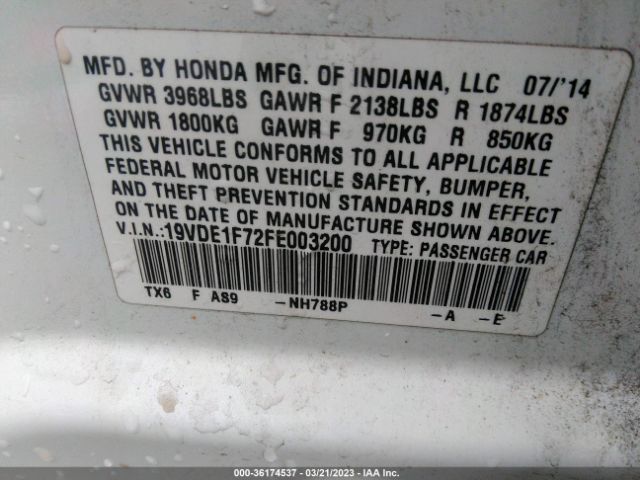 MFD. BY HONDA MFG. OF INDIANA, LLC 07/'14
GVWR 3968LBS GAWR F 2138LBS R 1874LBS
GVWR 1800KG GAWR F 970KG R 850KG
THIS VEHICLE CONFORMS TO ALL APPLICABLE
FEDERAL MOTOR VEHICLE SAFETY, BUMPER,
AND THEFT PREVENTION STANDARDS IN EFFECT
ON THE DATE OF MANUFACTURE SHOWN ABOVE.
V.I.N.:19VDE1F72FE003200 TYPE: PASSENGER CAR
TX6 F AS9 -NH788P -A -E
000-36174537 - 03/21/2023 - IAA Inc.